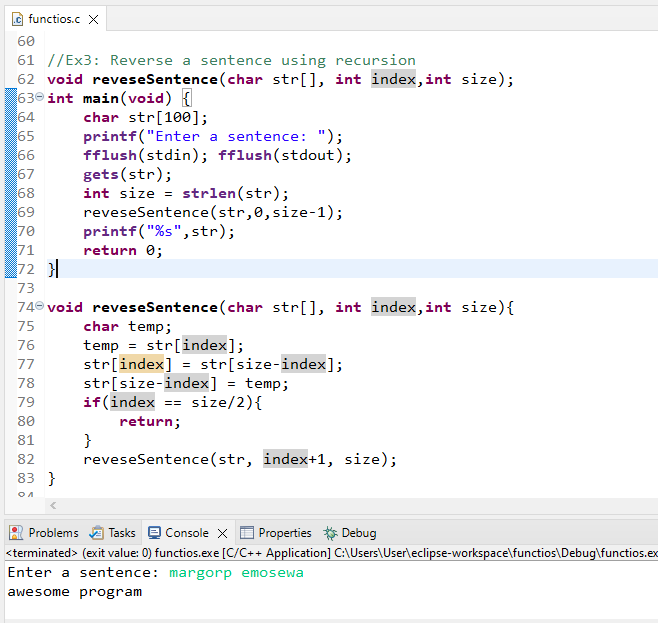 functios.c
60
61 //Ex3: Reverse a sentence using recursion
62 void reveseSentence(char str[], int index,int size);
63 int main(void) {
64     char str[100];
65     printf("Enter a sentence: ");
66     fflush(stdin); fflush(stdout);
67     gets(str);
68     int size = strlen(str);
69     reveseSentence(str,0,size-1);
70     printf("%s",str);
71     return 0;
72 }
73
74 void reveseSentence(char str[], int index,int size){
75     char temp;
76     temp = str[index];
77     str[index] = str[size-index];
78     str[size-index] = temp;
79     if(index == size/2){
80         return;
81     }
82     reveseSentence(str, index+1, size);
83 }
84
Problems Tasks Console Properties Debug
<terminated> (exit value: 0) functios.exe [C/C++ Application] C:\Users\User\eclipse-workspace\functios\Debug\functios.ex
Enter a sentence: margorp emosewa
awesome program